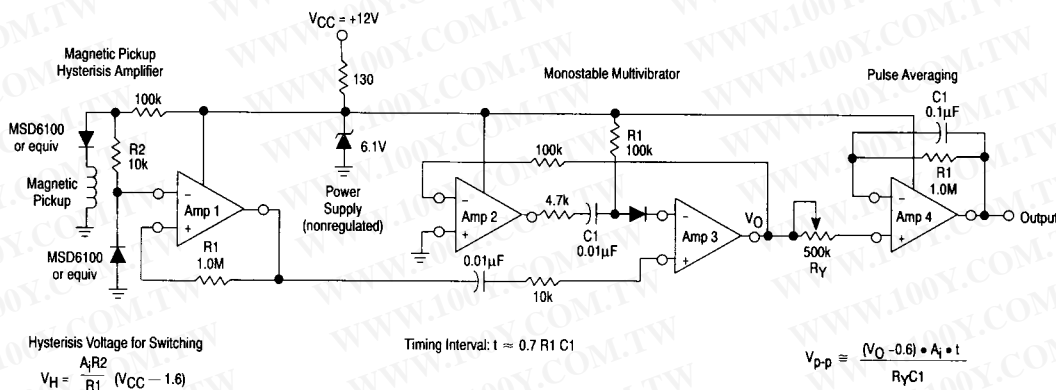 VCC = +12V
Magnetic Pickup
Hysterisis Amplifier
130
Monostable Multivibrator
Pulse Averaging
C1
0.1µF
100k
MSD6100
or equiv
R2
10k
6.1V
R1
100k
100k
R1
1.0M
Magnetic
Pickup
Power
Supply
(nonregulated)
−
Amp 1
+
−
Amp 2
+
4.7k
C1
0.01µF
−
Amp 3
+
VO
500k
RY
−
Amp 4
+
Output
MSD6100
or equiv
R1
1.0M
0.01µF
10k
Hysterisis Voltage for Switching
VH = AiR2/R1 (VCC − 1.6)
Timing Interval: t ≈ 0.7 R1 C1
Vp-p ≅ (VO -0.6) • Ai • t/RYC1
WWW.100Y.COM.TW